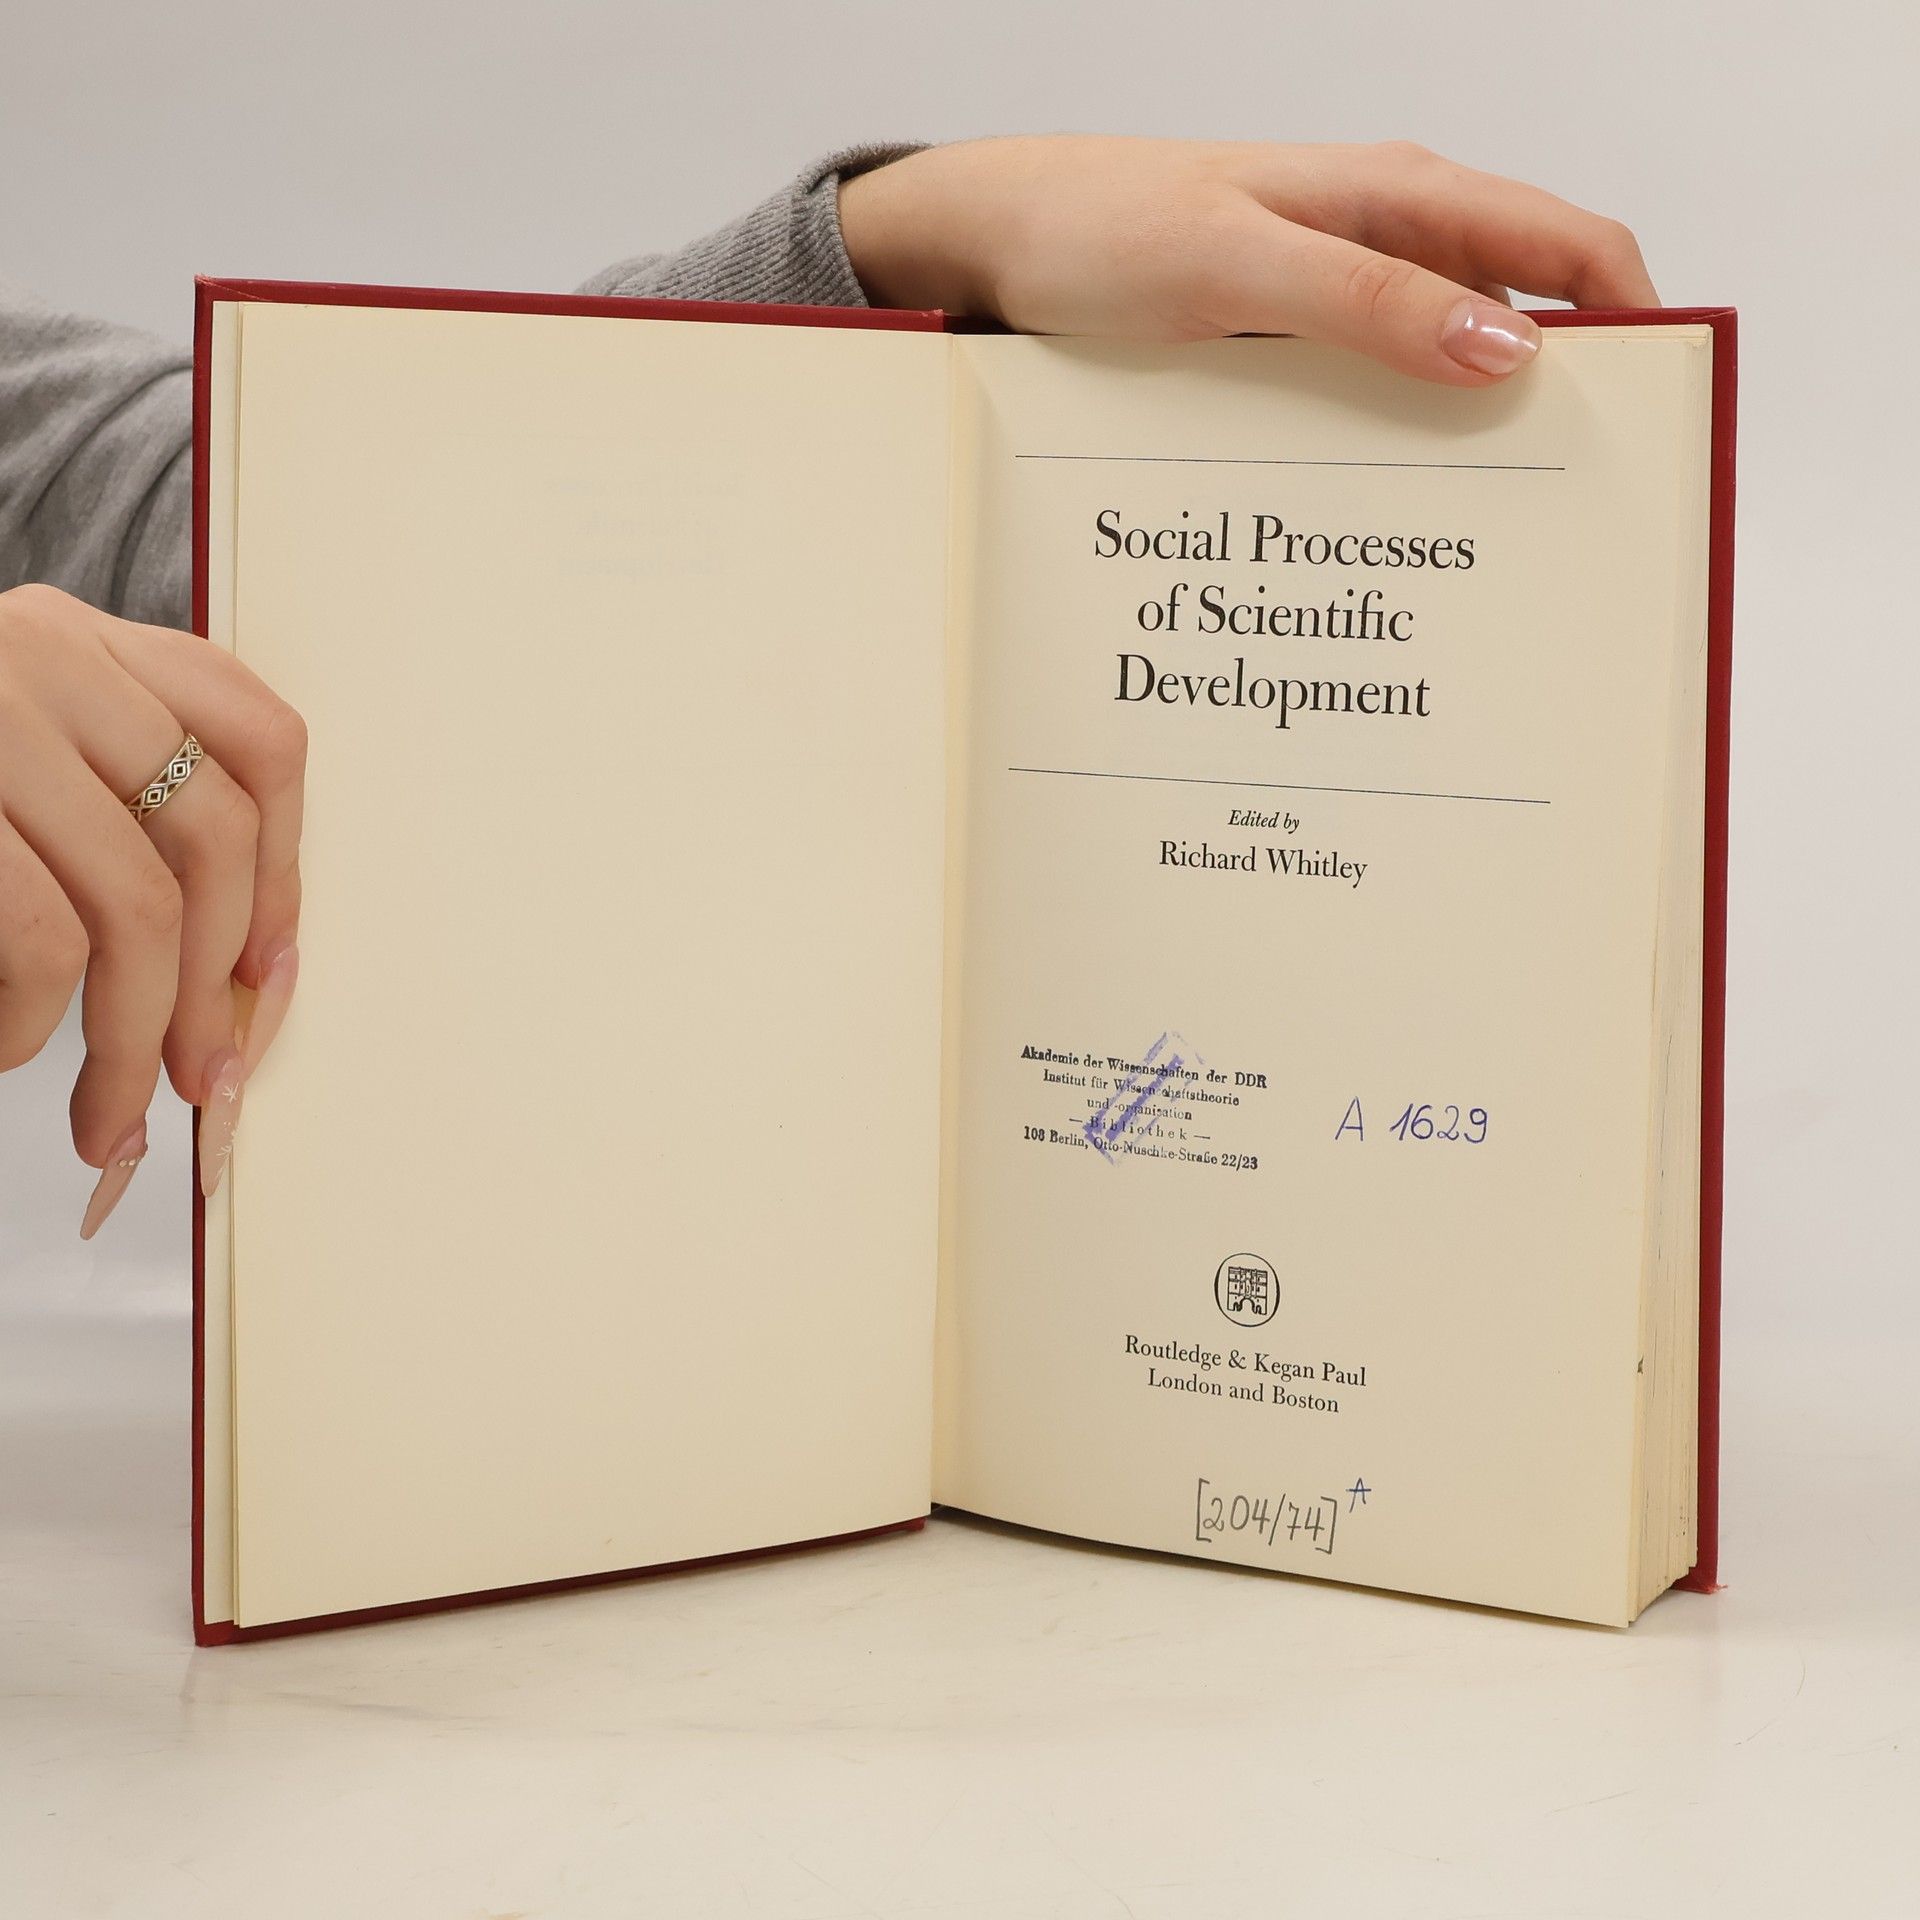 Social Processes
of Scientific
Development
Edited by
Richard Whitley
Akademie der Wissenschaften der DDR
Institut für Wissenschaftstheorie
und -organisation
— Bibliothek —
108 Berlin, Otto-Nuschke-Straße 22/23
A 1629
Routledge & Kegan Paul
London and Boston
[204/74] A